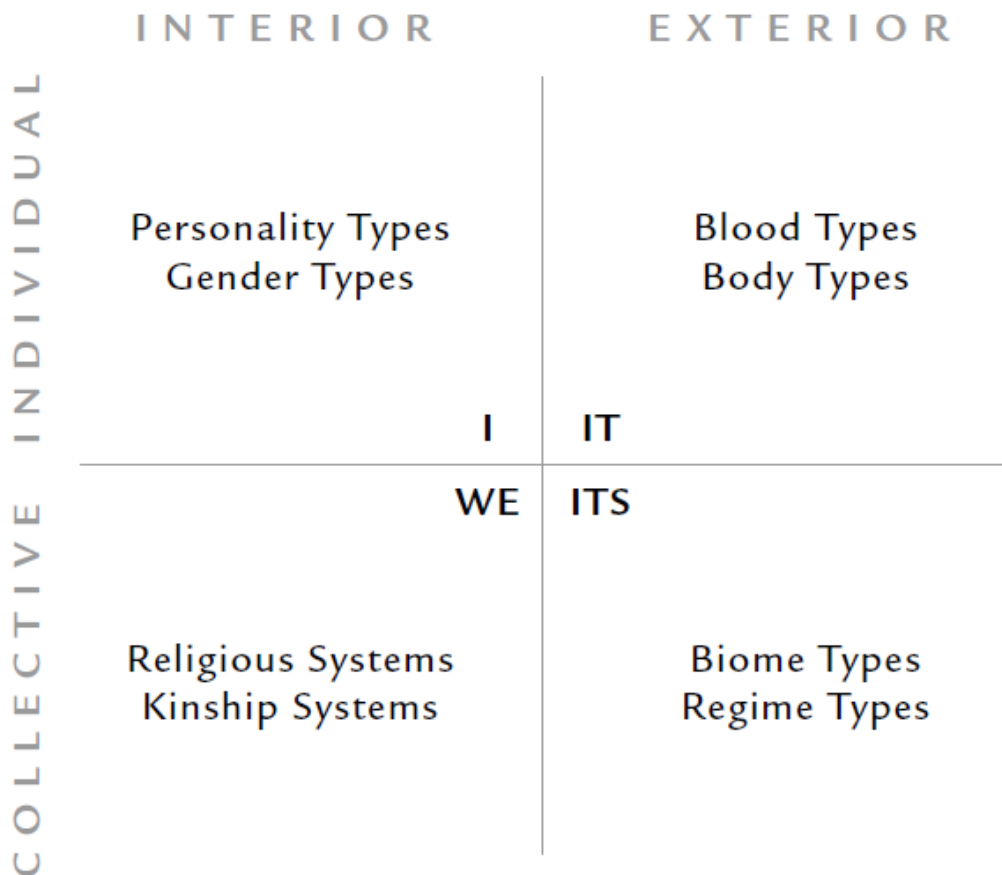 INTERIOR EXTERIOR
INDIVIDUAL
Personality Types
Gender Types
Blood Types
Body Types
I IT
COLLECTIVE
WE ITS
Religious Systems
Kinship Systems
Biome Types
Regime Types